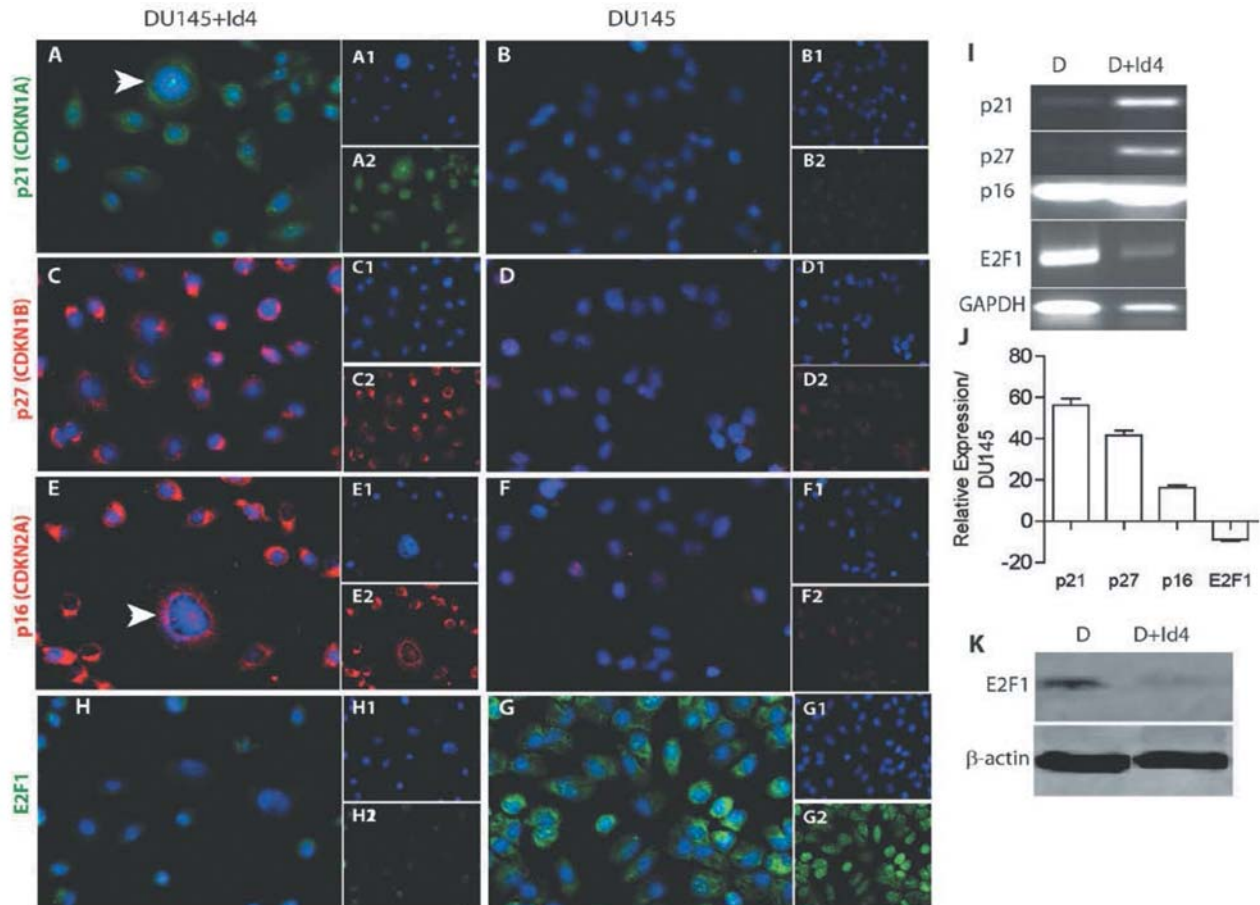 DU145+Id4
DU145
p21 (CDKN1A)
A
A1
A2
B
B1
B2
p27 (CDKN1B)
C
C1
C2
D
D1
D2
p16 (CDKN2A)
E
E1
E2
F
F1
F2
E2F1
H
H1
H2
G
G1
G2
I
D D+Id4
p21
p27
p16
E2F1
GAPDH
J
Relative Expression/
DU145
80
60
40
20
0
-20
p21 p27 p16 E2F1
K
D D+Id4
E2F1
β-actin